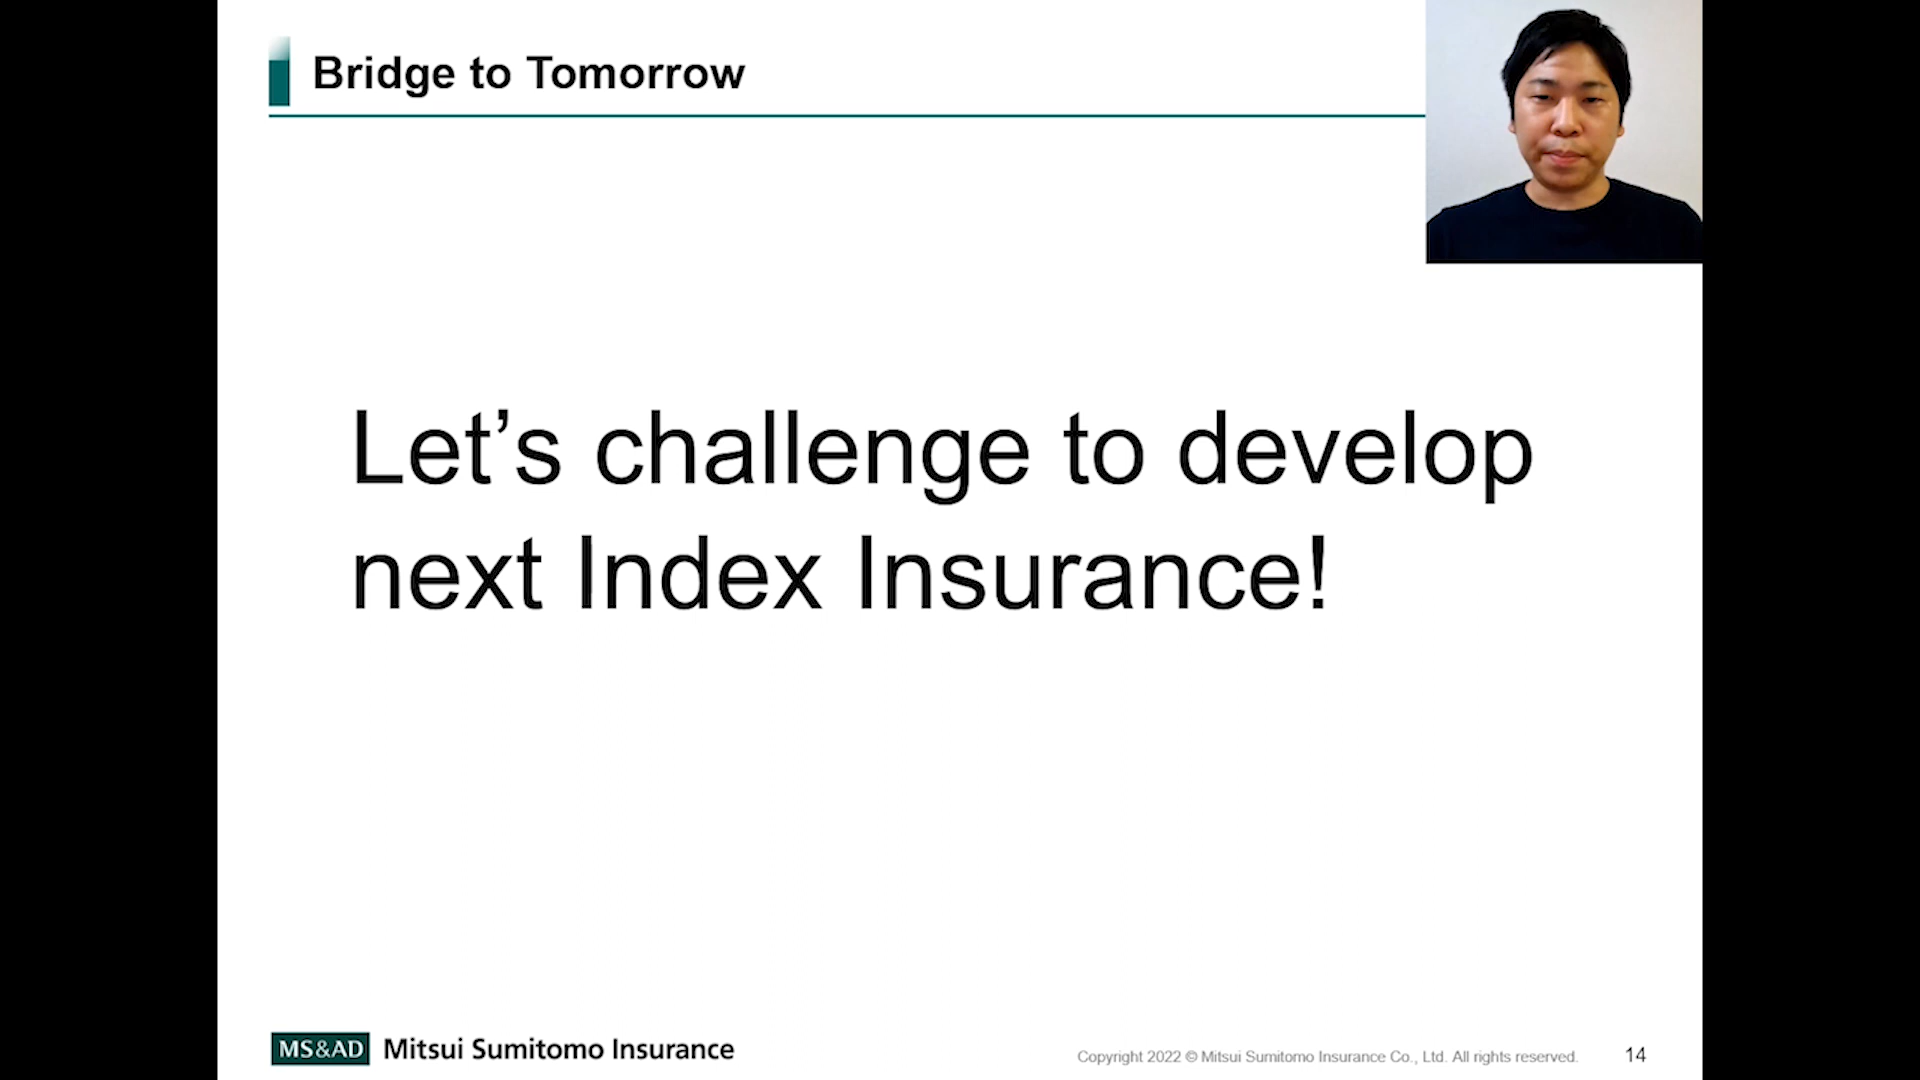 Bridge to Tomorrow
Let’s challenge to develop
next Index Insurance!
MS&AD Mitsui Sumitomo Insurance
Copyright 2022 © Mitsui Sumitomo Insurance Co., Ltd. All rights reserved.
14